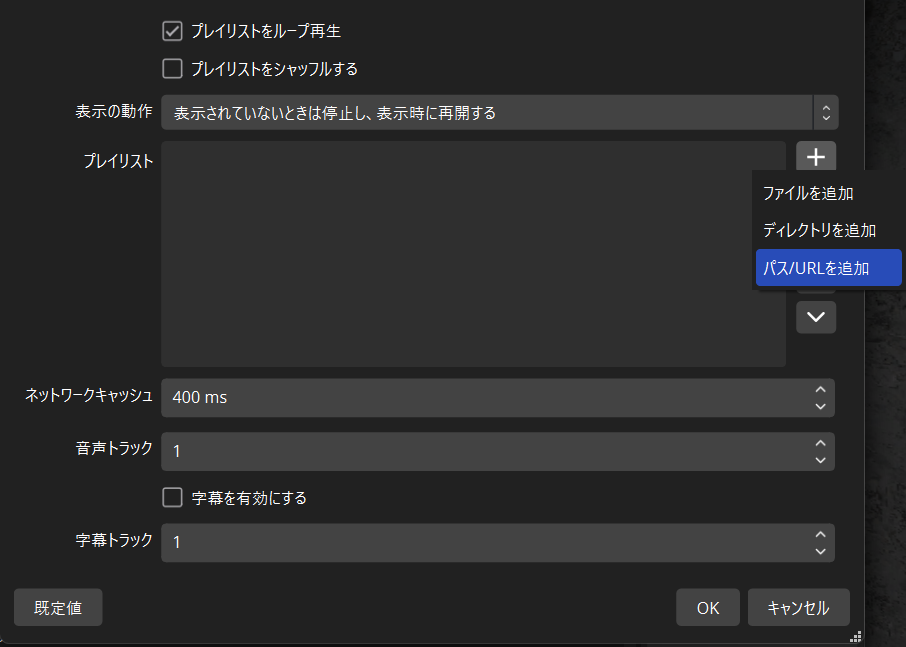 プレイリストをループ再生
プレイリストをシャッフルする
表示の動作
表示されていないときは停止し、表示時に再開する
プレイリスト
ファイルを追加
ディレクトリを追加
パス/URLを追加
ネットワークキャッシュ
400 ms
音声トラック
1
字幕を有効にする
字幕トラック
1
既定値
OK
キャンセル